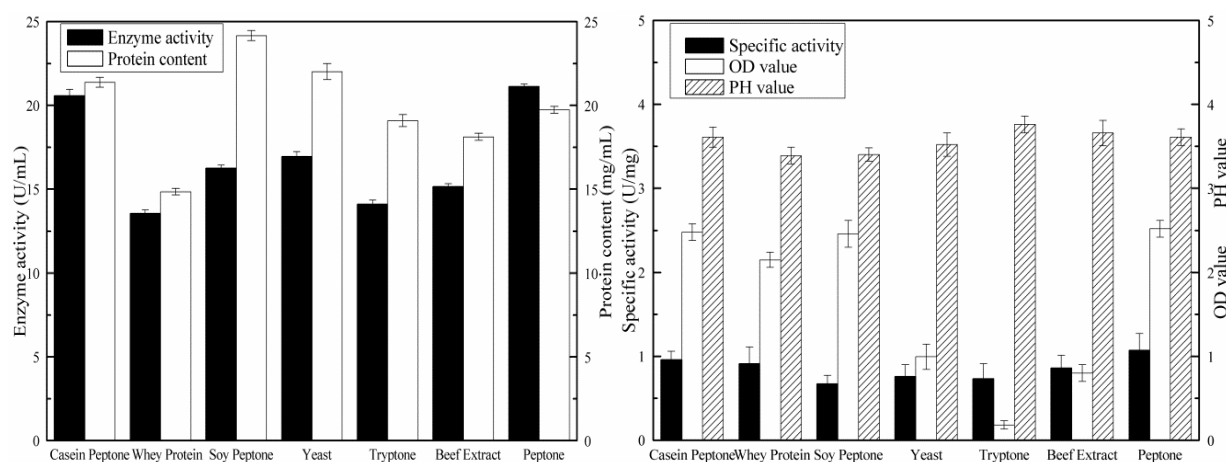 25
20
15
10
5
0
Enzyme activity (U/mL)
Enzyme activity
Protein content
25
20
15
10
5
0
Protein content (mg/mL)
Casein Peptone Whey Protein Soy Peptone Yeast Tryptone Beef Extract Peptone
5
4
3
2
1
0
Specific activity (U/mg)
Specific activity
OD value
PH value
5
4
3
2
1
0
OD value PH value
Casein Peptone Whey Protein Soy Peptone Yeast Tryptone Beef Extract Peptone